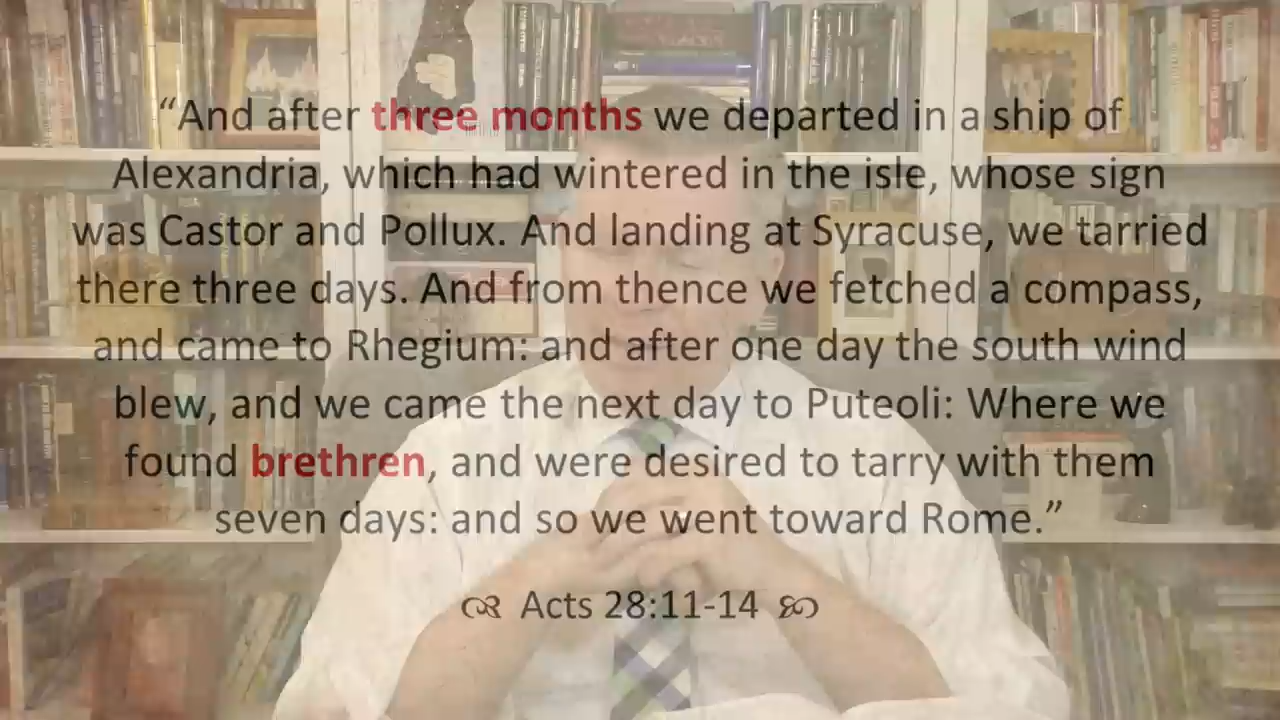 “And after three months we departed in a ship of
Alexandria, which had wintered in the isle, whose sign
was Castor and Pollux. And landing at Syracuse, we tarried
there three days. And from thence we fetched a compass,
and came to Rhegium: and after one day the south wind
blew, and we came the next day to Puteoli: Where we
found brethren, and were desired to tarry with them
seven days: and so we went toward Rome.”
Acts 28:11-14